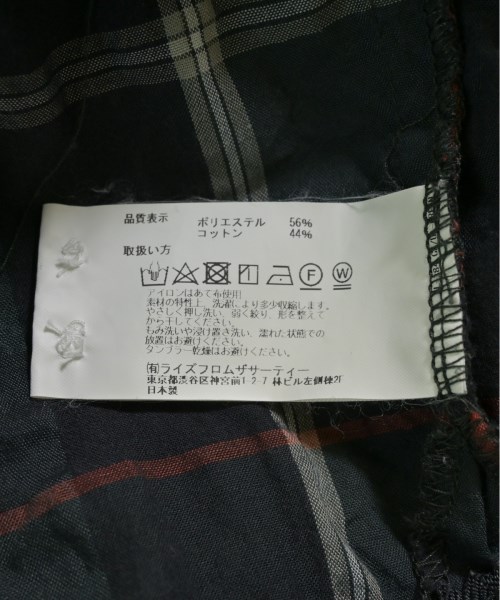 品質表示 ポリエステル 56%
コットン 44%
取扱い方
F W
アイロンはあて布使用
素材の特性上、洗濯により多少収縮します。
やさしく押し洗い、弱く絞り、形を整えて
から干してください。
もみ洗いや浸け置き洗い、濡れた状態での
放置はお避けください。
タンブラー乾燥はお避けください。
(有)ライズフロムザサーティー
東京都渋谷区神宮前1-2-7 林ビル左側棟2F
日本製